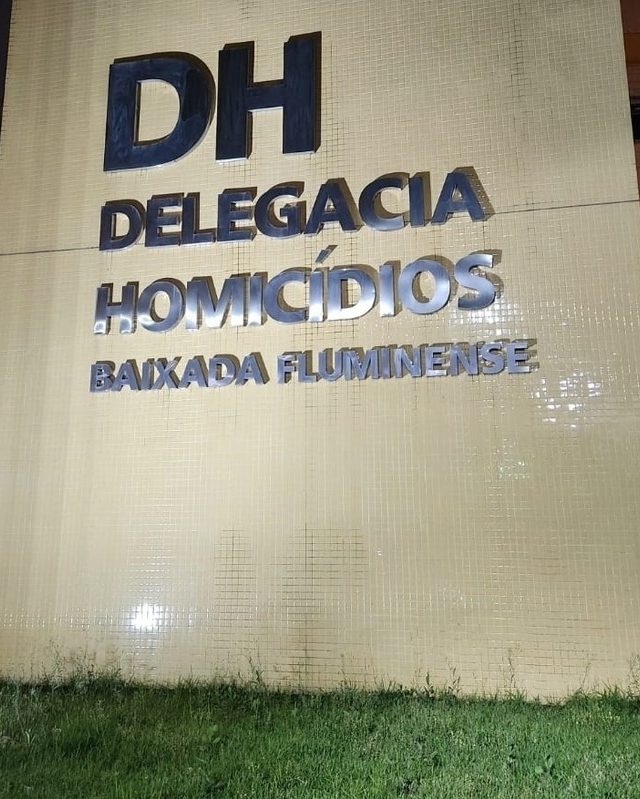 DH
DELEGACIA
HOMICÍDIOS
BAIXADA FLUMINENSE